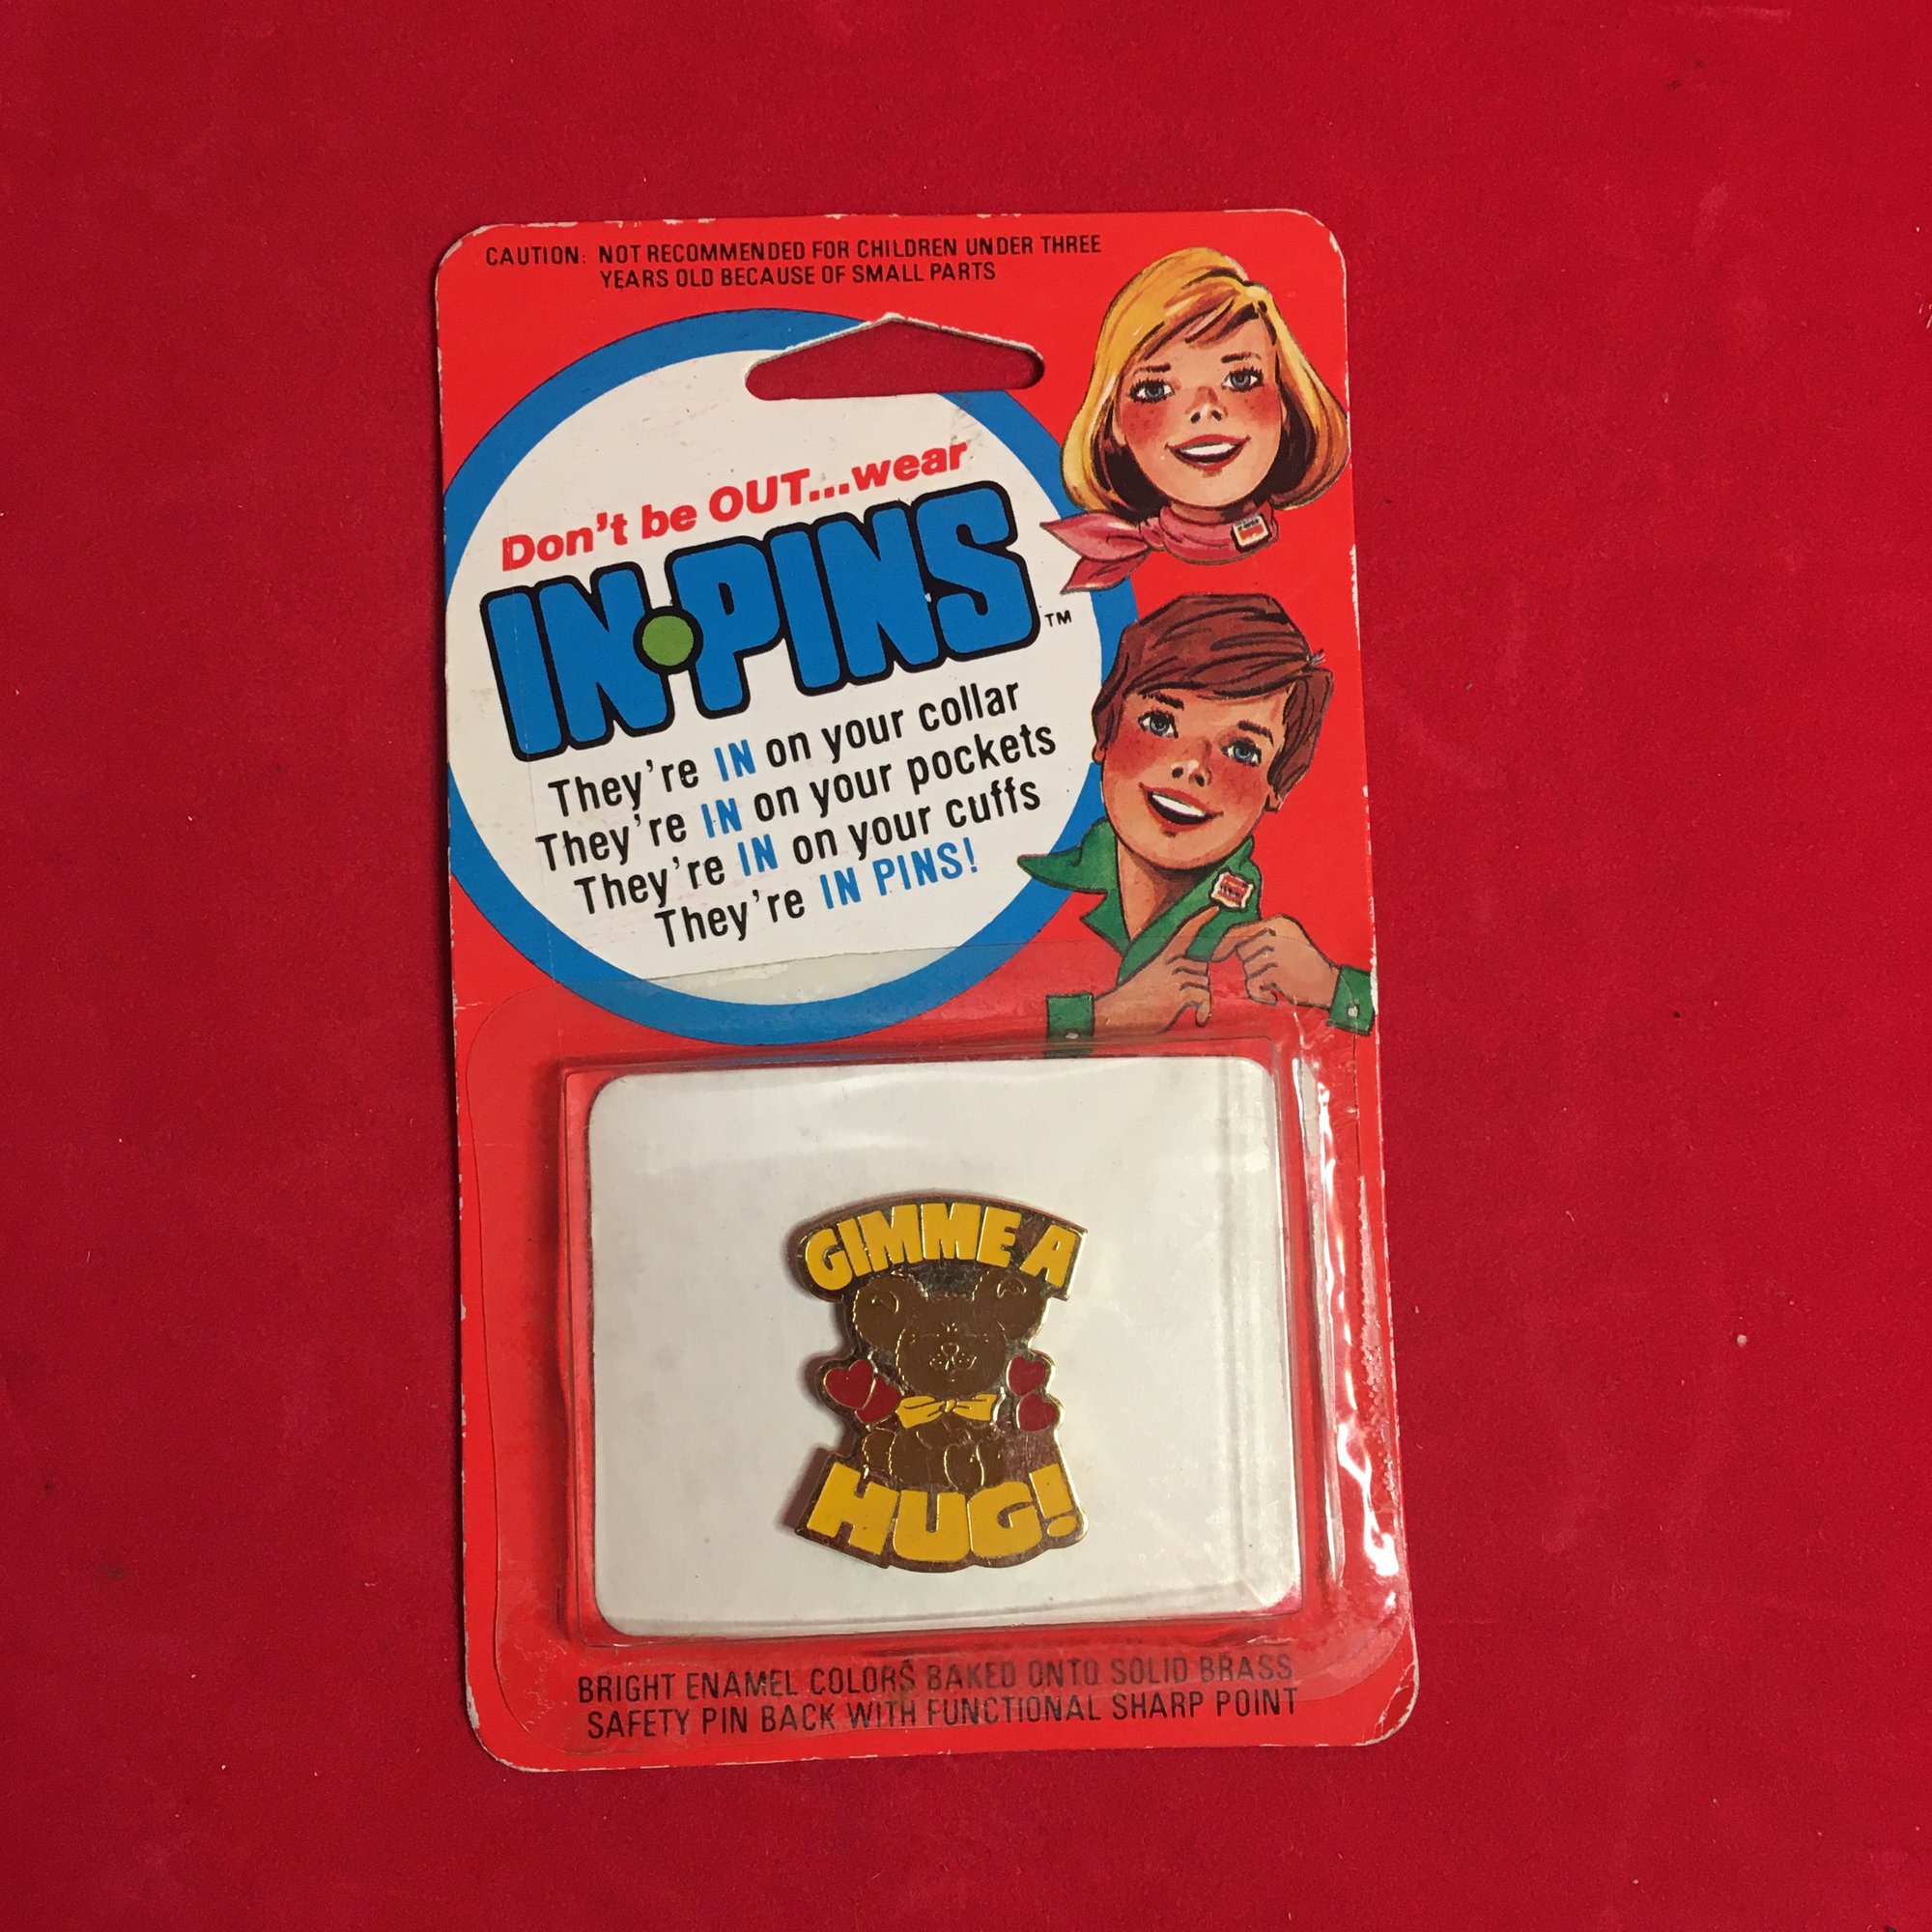 CAUTION: NOT RECOMMENDED FOR CHILDREN UNDER THREE
YEARS OLD BECAUSE OF SMALL PARTS
Don't be OUT...wear
IN•PINS™
They're IN on your collar
They're IN on your pockets
They're IN on your cuffs
They're IN PINS!
GIMME A
HUG!
BRIGHT ENAMEL COLORS BAKED ONTO SOLID BRASS
SAFETY PIN BACK WITH FUNCTIONAL SHARP POINT